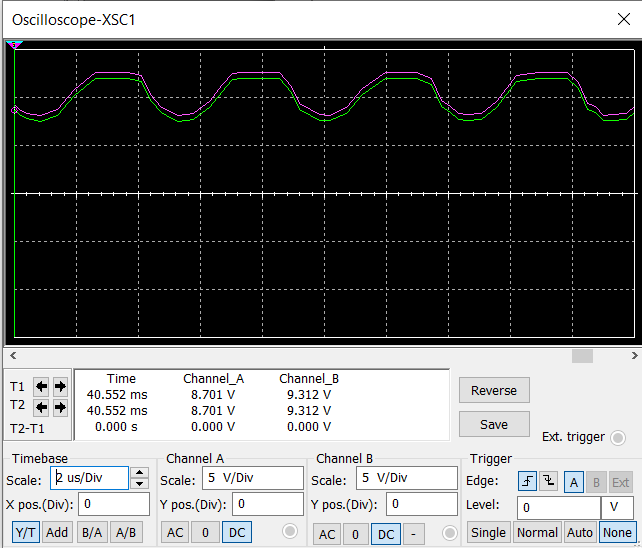 Oscilloscope-XSC1
T1
T2
T2-T1
Time Channel_A Channel_B
40.552 ms 8.701 V 9.312 V
40.552 ms 8.701 V 9.312 V
0.000 s 0.000 V 0.000 V
Reverse
Save
Ext. trigger
Timebase
Scale: 2 us/Div
X pos.(Div): 0
Y/T Add B/A A/B
Channel A
Scale: 5 V/Div
Y pos.(Div): 0
AC 0 DC
Channel B
Scale: 5 V/Div
Y pos.(Div): 0
AC 0 DC -
Trigger
Edge: A B Ext
Level: 0 V
Single Normal Auto None